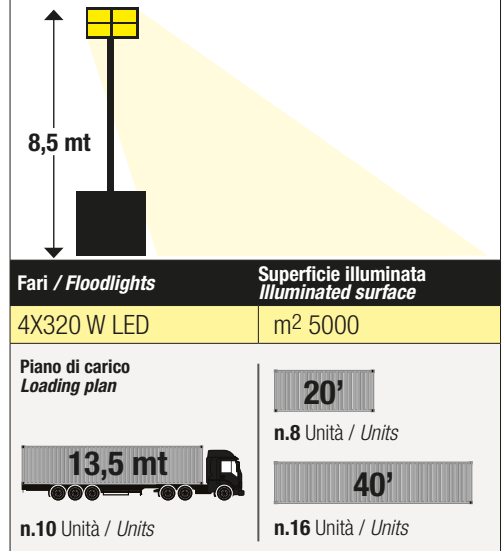 8,5 mt
Fari / Floodlights
Superficie illuminata
Illuminated surface
4X320 W LED
m² 5000
Piano di carico
Loading plan
13,5 mt
n.10 Unità / Units
20’
n.8 Unità / Units
40’
n.16 Unità / Units